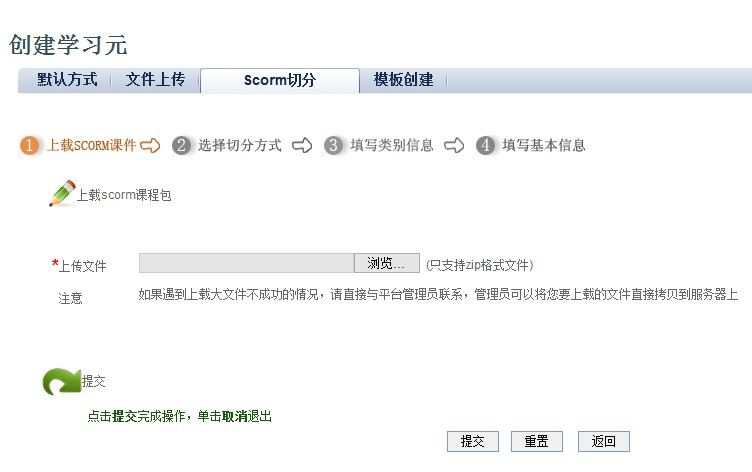 创建学习元
默认方式 文件上传 Scorm切分 模板创建
1 上载SCORM课件 2 选择切分方式 3 填写类别信息 4 填写基本信息
上载scorm课程包
*上传文件 浏览... (只支持zip格式文件)
注意 如果遇到上载大文件不成功的情况，请直接与平台管理员联系，管理员可以将您要上载的文件直接拷贝到服务器上
提交
点击提交完成操作，单击取消退出
提交 重置 返回